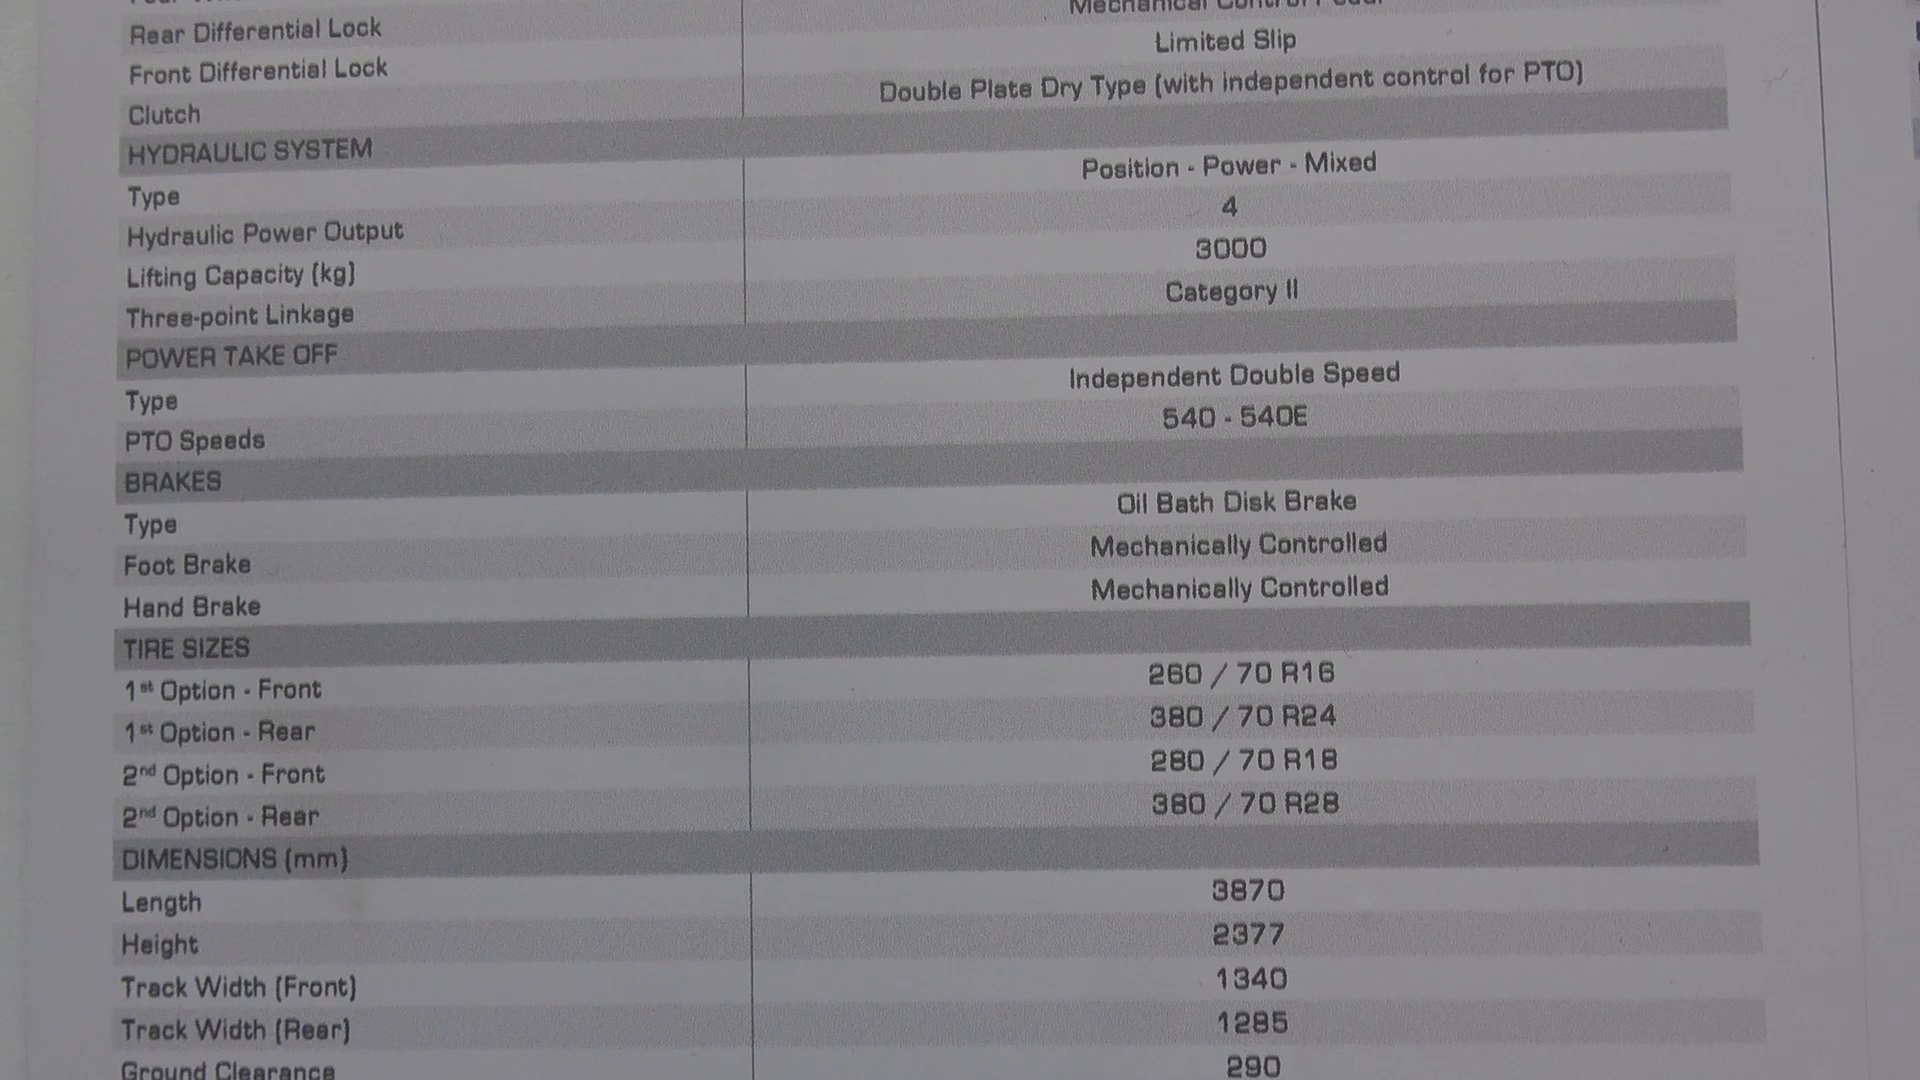 Rear Differential Lock Mechanical Control Pedal
Front Differential Lock Limited Slip
Clutch Double Plate Dry Type (with independent control for PTO)
HYDRAULIC SYSTEM
Type Position - Power - Mixed
Hydraulic Power Output 4
Lifting Capacity (kg) 3000
Three-point Linkage Category II
POWER TAKE OFF
Type Independent Double Speed
PTO Speeds 540 - 540E
BRAKES
Type Oil Bath Disk Brake
Foot Brake Mechanically Controlled
Hand Brake Mechanically Controlled
TIRE SIZES
1st Option - Front 260 / 70 R16
1st Option - Rear 380 / 70 R24
2nd Option - Front 280 / 70 R18
2nd Option - Rear 380 / 70 R28
DIMENSIONS (mm)
Length 3870
Height 2377
Track Width (Front) 1340
Track Width (Rear) 1285
Ground Clearance 290